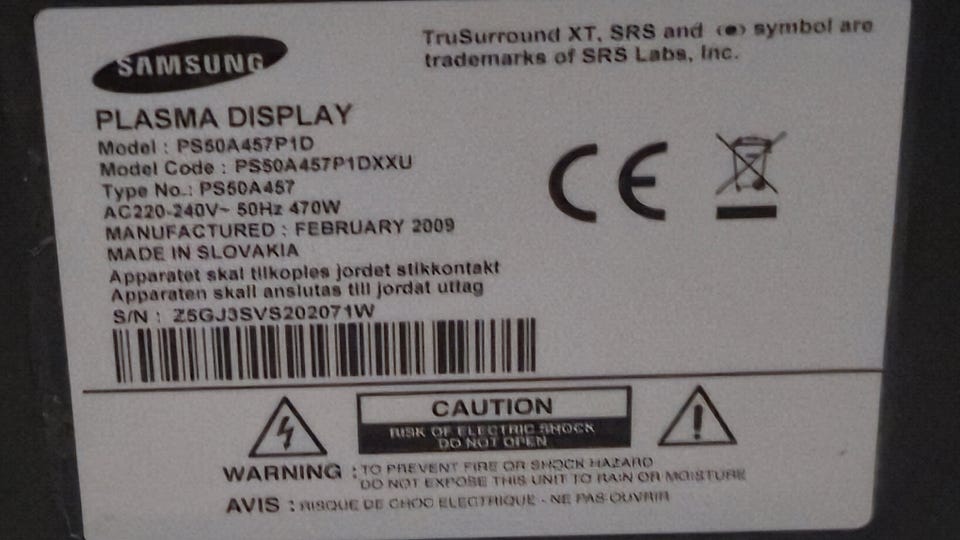 SAMSUNG
TruSurround XT, SRS and (●) symbol are
trademarks of SRS Labs, Inc.
PLASMA DISPLAY
Model : PS50A457P1D
Model Code : PS50A457P1DXXU
Type No.: PS50A457
AC220-240V~ 50Hz 470W
MANUFACTURED : FEBRUARY 2009
MADE IN SLOVAKIA
Apparatet skal tilkoples jordet stikkontakt
Apparaten skall anslutas till jordat uttag
S/N : Z5GJ3SVS202071W
CE
CAUTION
RISK OF ELECTRIC SHOCK
DO NOT OPEN
WARNING : TO PREVENT FIRE OR SHOCK HAZARD
DO NOT EXPOSE THIS UNIT TO RAIN OR MOISTURE
AVIS : RISQUE DE CHOC ELECTRIQUE - NE PAS OUVRIR